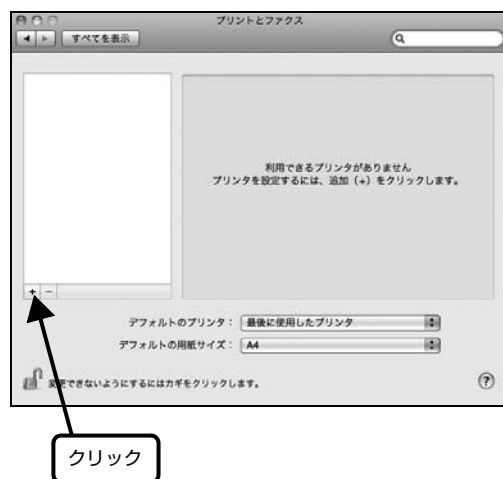 プリントとファクス
すべてを表示
利用できるプリンタがありません
プリンタを設定するには、追加（+）をクリックします。
+ −
デフォルトのプリンタ： 最後に使用したプリンタ
デフォルトの用紙サイズ： A4
変更できないようにするにはカギをクリックします。
?
クリック